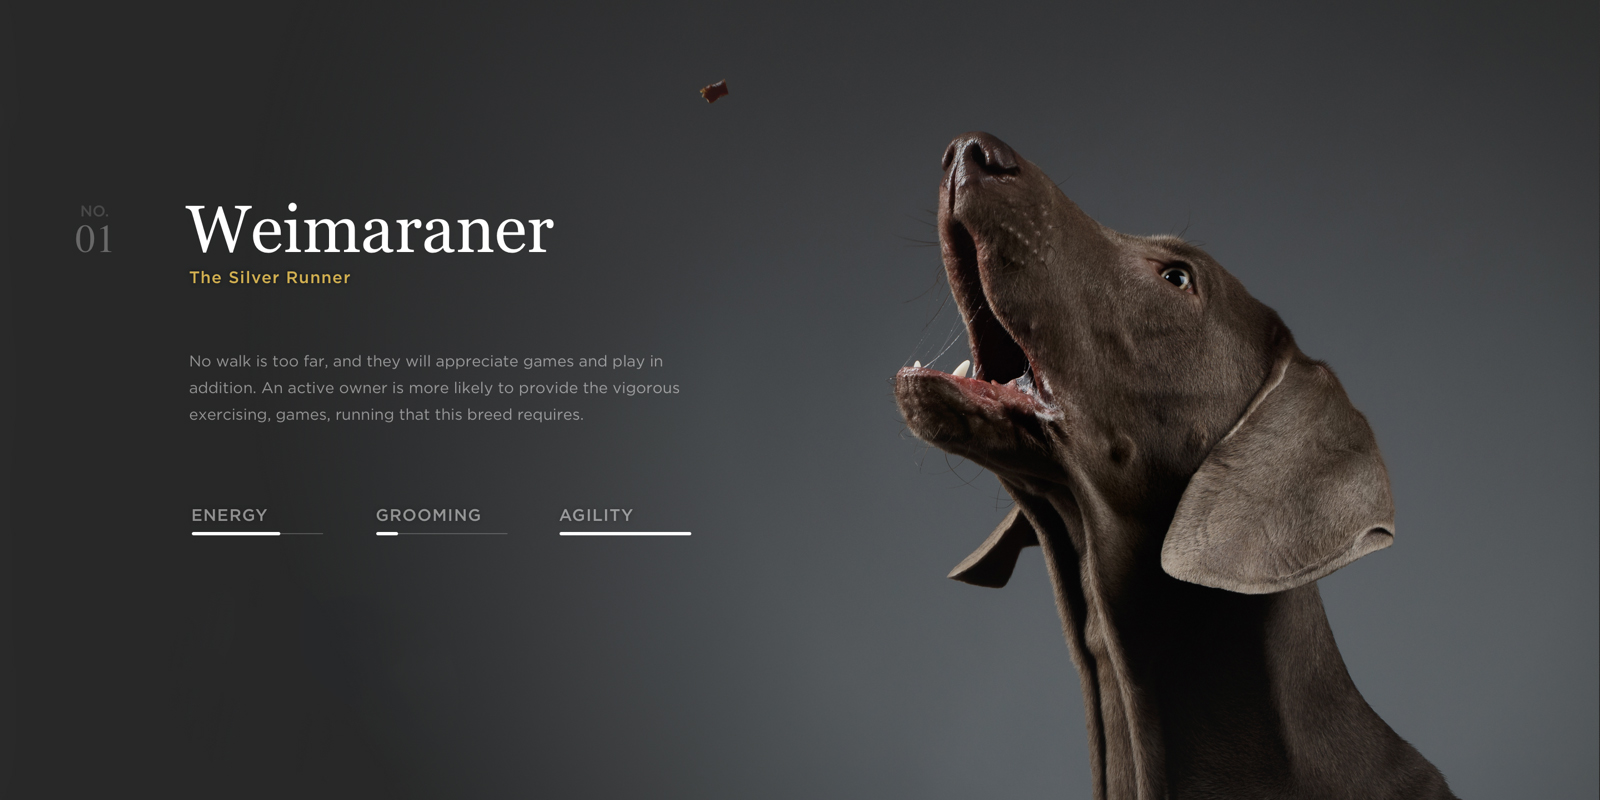 NO.
01
Weimaraner
The Silver Runner
No walk is too far, and they will appreciate games and play in
addition. An active owner is more likely to provide the vigorous
exercising, games, running that this breed requires.
ENERGY
GROOMING
AGILITY